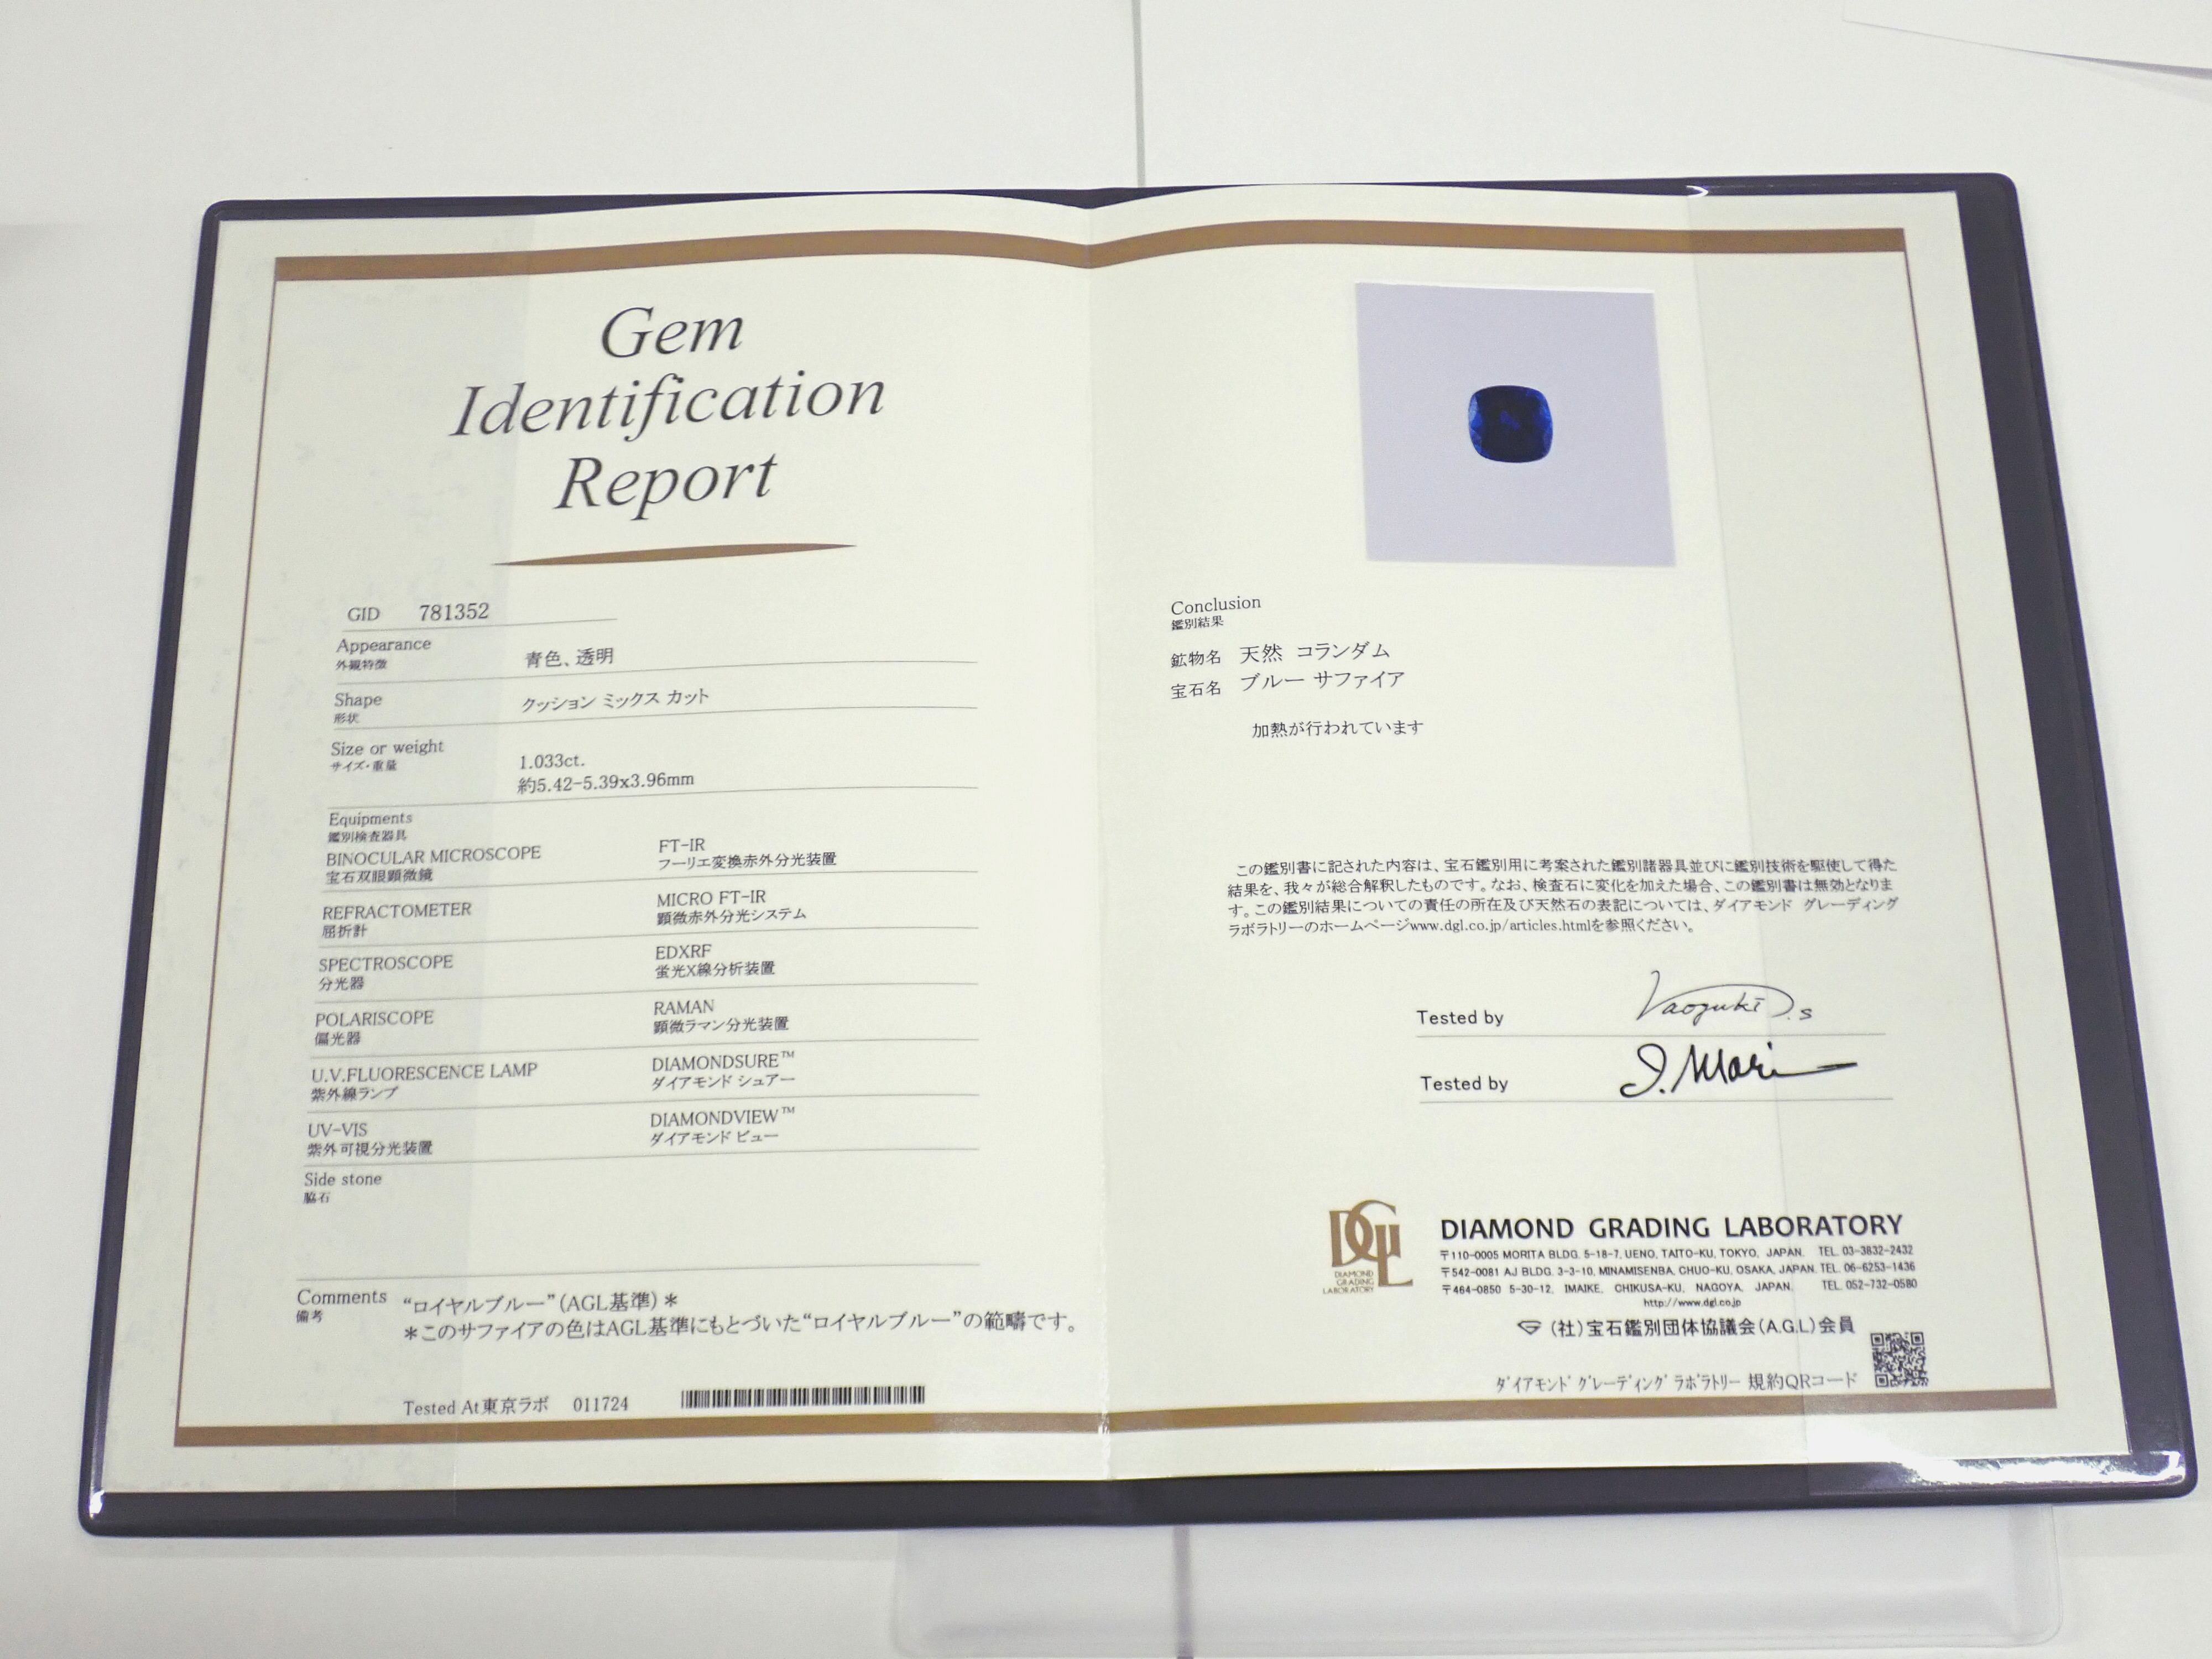 Gem
Identification
Report
GID 781352
Appearance
外観特徴
青色、透明
Shape
形状
クッション ミックス カット
Size or weight
サイズ・重量
1.033ct.
約5.42-5.39x3.96mm
Equipments
鑑別検査器具
BINOCULAR MICROSCOPE
宝石双眼顕微鏡
FT-IR
フーリエ変換赤外分光装置
REFRACTOMETER
屈折計
MICRO FT-IR
顕微赤外分光システム
SPECTROSCOPE
分光器
EDXRF
蛍光X線分析装置
POLARISCOPE
偏光器
RAMAN
顕微ラマン分光装置
U.V.FLUORESCENCE LAMP
紫外線ランプ
DIAMONDSURE™
ダイアモンド シュアー
UV-VIS
紫外可視分光装置
DIAMONDVIEW™
ダイアモンド ビュー
Side stone
脇石
Comments
備考
“ロイヤルブルー”(AGL基準)＊
＊このサファイアの色はAGL基準にもとづいた“ロイヤルブルー”の範疇です。
Tested At東京ラボ 011724
Conclusion
鑑別結果
鉱物名 天然 コランダム
宝石名 ブルー サファイア
加熱が行われています
この鑑別書に記された内容は、宝石鑑別用に考案された鑑別諸器具並びに鑑別技術を駆使して得た
結果を、我々が総合解釈したものです。なお、検査石に変化を加えた場合、この鑑別書は無効となりま
す。この鑑別結果についての責任の所在及び天然石の表記については、ダイアモンド グレーディング
ラボラトリーのホームページwww.dgl.co.jp/articles.htmlを参照ください。
Tested by
Tested by
DGL
DIAMOND
GRADING
LABORATORY
DIAMOND GRADING LABORATORY
〒110-0005 MORITA BLDG. 5-18-7, UENO, TAITO-KU, TOKYO, JAPAN. TEL. 03-3832-2432
〒542-0081 AJ BLDG. 3-3-10, MINAMISENBA, CHUO-KU, OSAKA, JAPAN. TEL. 06-6253-1436
〒464-0850 5-30-12, IMAIKE, CHIKUSA-KU, NAGOYA, JAPAN. TEL. 052-732-0580
http://www.dgl.co.jp
(社)宝石鑑別団体協議会(A.G.L)会員
ダイアモンド グレーディング ラボラトリー 規約QRコード